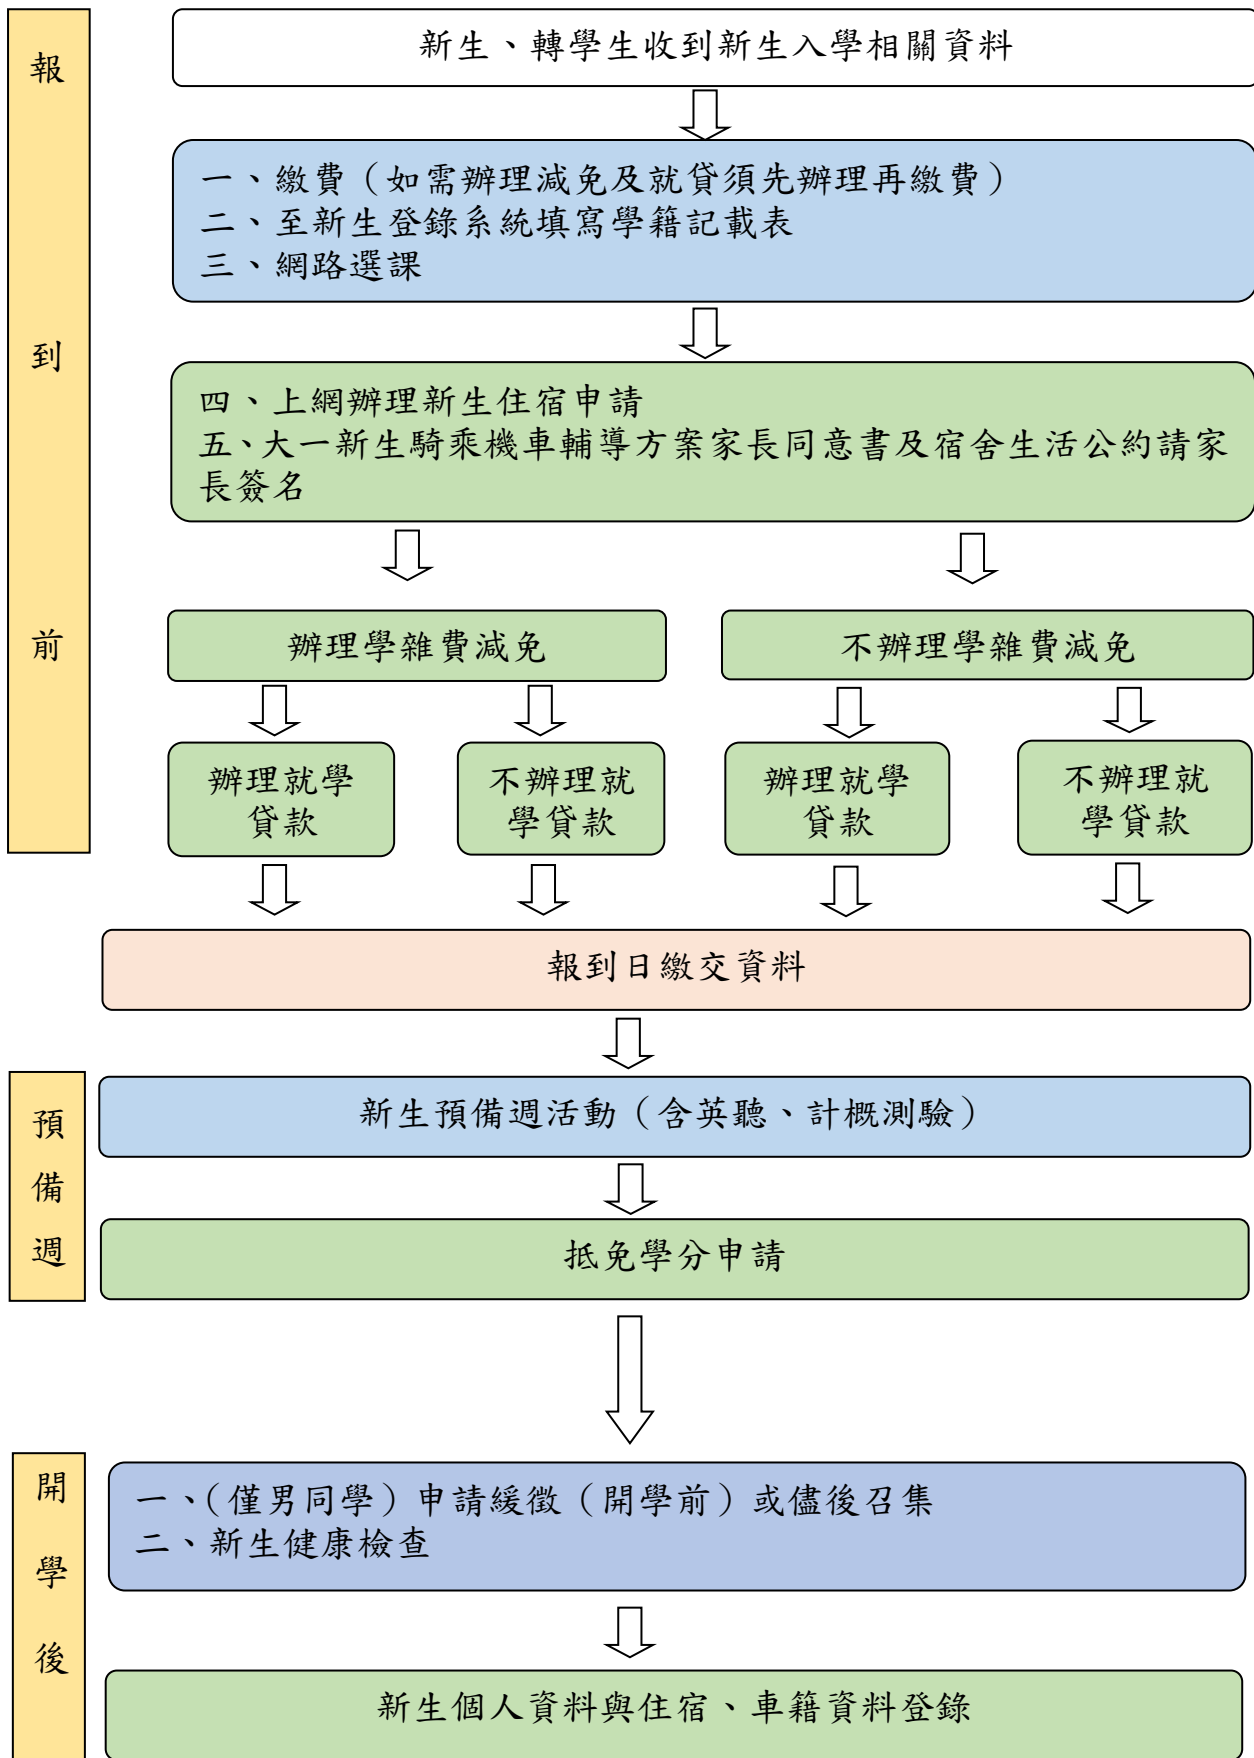 報到前
新生、轉學生收到新生入學相關資料
一、繳費（如需辦理減免及就貸須先辦理再繳費）
二、至新生登錄系統填寫學籍記載表
三、網路選課
四、上網辦理新生住宿申請
五、大一新生騎乘機車輔導方案家長同意書及宿舍生活公約請家
長簽名
辦理學雜費減免
不辦理學雜費減免
辦理就學
貸款
不辦理就
學貸款
辦理就學
貸款
不辦理就
學貸款
報到日繳交資料
預備週
新生預備週活動（含英聽、計概測驗）
抵免學分申請
開學後
一、（僅男同學）申請緩徵（開學前）或儘後召集
二、新生健康檢查
新生個人資料與住宿、車籍資料登錄